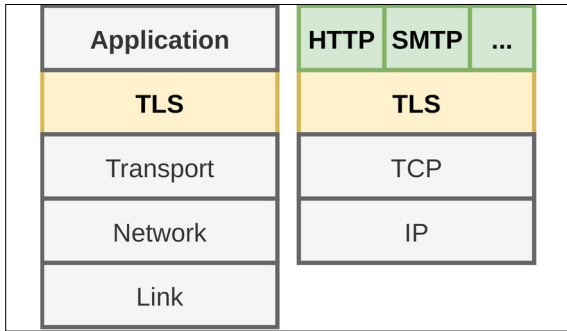 Application
TLS
Transport
Network
Link
HTTP SMTP ...
TLS
TCP
IP